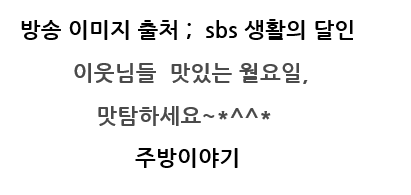 방송 이미지 출처 ; sbs 생활의 달인
이웃님들 맛있는 월요일,
맛탐하세요~*^^*
주방이야기